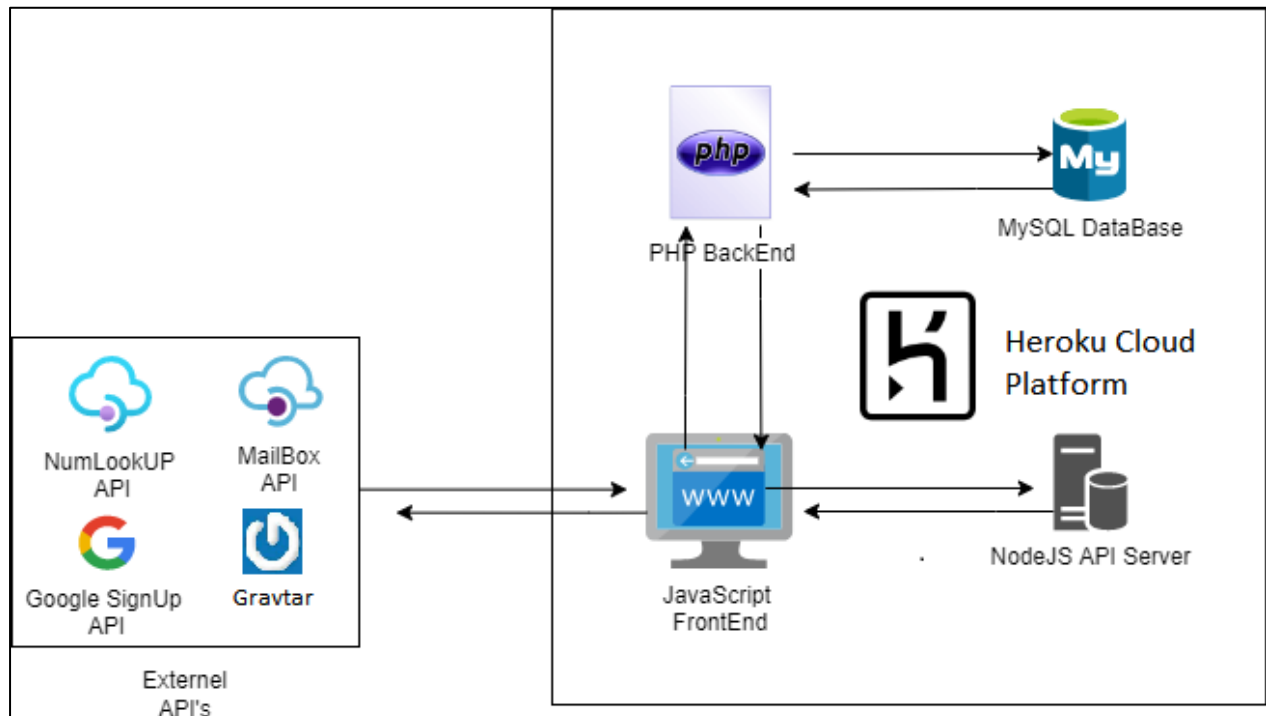 php
My
MySQL DataBase
PHP BackEnd
Heroku Cloud
Platform
NumLookUP
API
MailBox
API
www
Google SignUp
API
Gravtar
NodeJS API Server
JavaScript
FrontEnd
Externel
API's